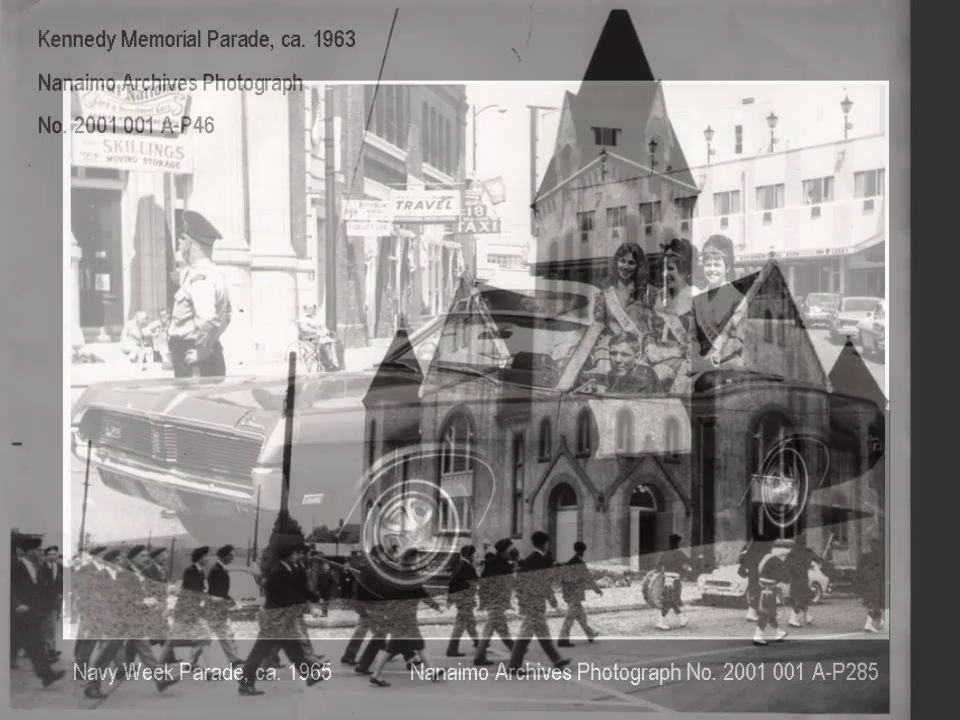 Kennedy Memorial Parade, ca. 1963
Nanaimo Archives Photograph
No. 2001 001 A-P46
SKILLINGS
MOVING STORAGE
TRAVEL
18
TAXI
Navy Week Parade, ca. 1965
Nanaimo Archives Photograph No. 2001 001 A-P285